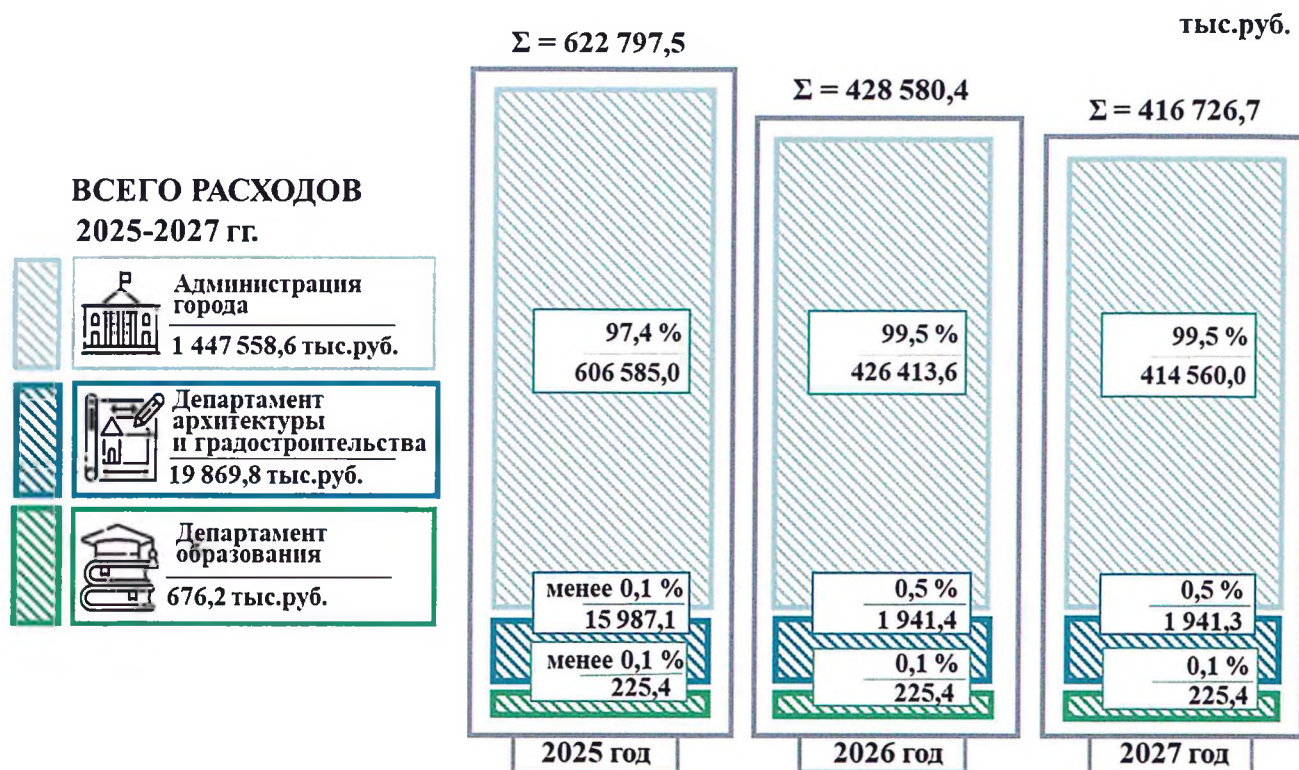 тыс.руб.
Σ = 622 797,5
Σ = 428 580,4
Σ = 416 726,7
ВСЕГО РАСХОДОВ
2025-2027 гг.
Администрация
города
1 447 558,6 тыс.руб.
Департамент
архитектуры
и градостроительства
19 869,8 тыс.руб.
Департамент
образования
676,2 тыс.руб.
97,4 %
606 585,0
менее 0,1 %
15 987,1
менее 0,1 %
225,4
2025 год
99,5 %
426 413,6
0,5 %
1 941,4
0,1 %
225,4
2026 год
99,5 %
414 560,0
0,5 %
1 941,3
0,1 %
225,4
2027 год